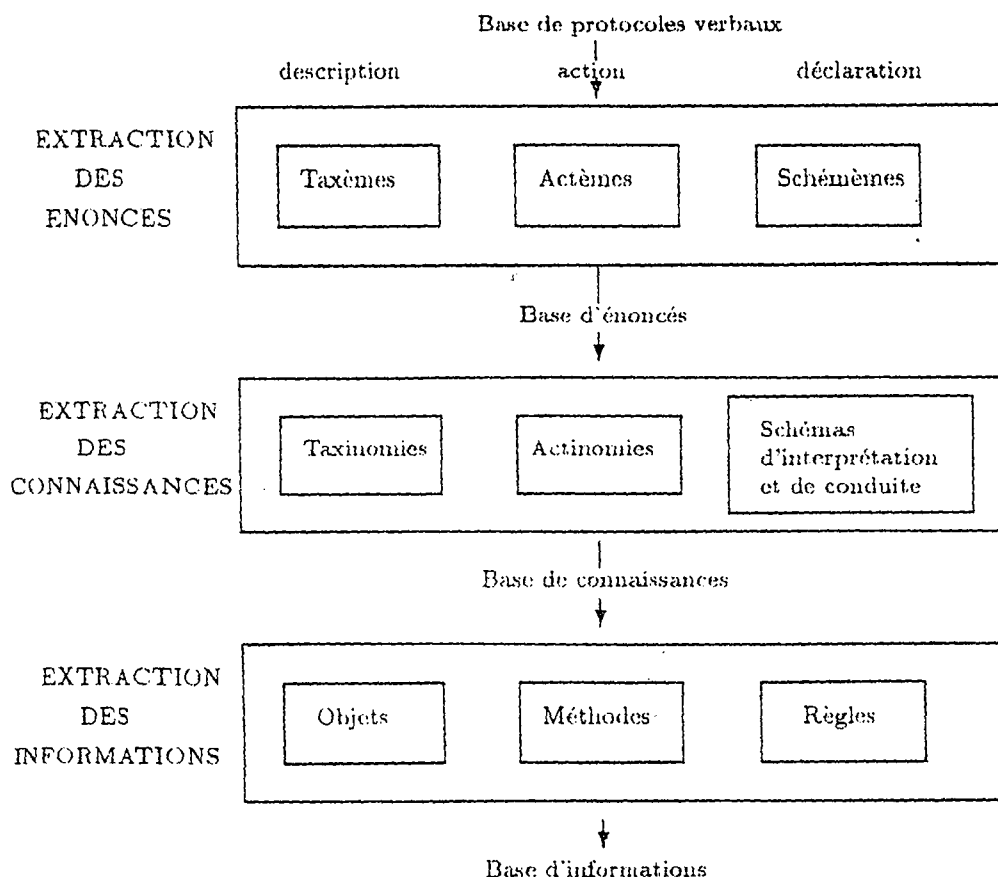 Base de protocoles verbaux
description action déclaration
EXTRACTION
DES
ENONCES
Taxèmes Actèmes Schémèmes
Base d'énoncés
EXTRACTION
DES
CONNAISSANCES
Taxinomies Actinomies
Schémas
d'interprétation
et de conduite
Base de connaissances
EXTRACTION
DES
INFORMATIONS
Objets Méthodes Règles
Base d'informations